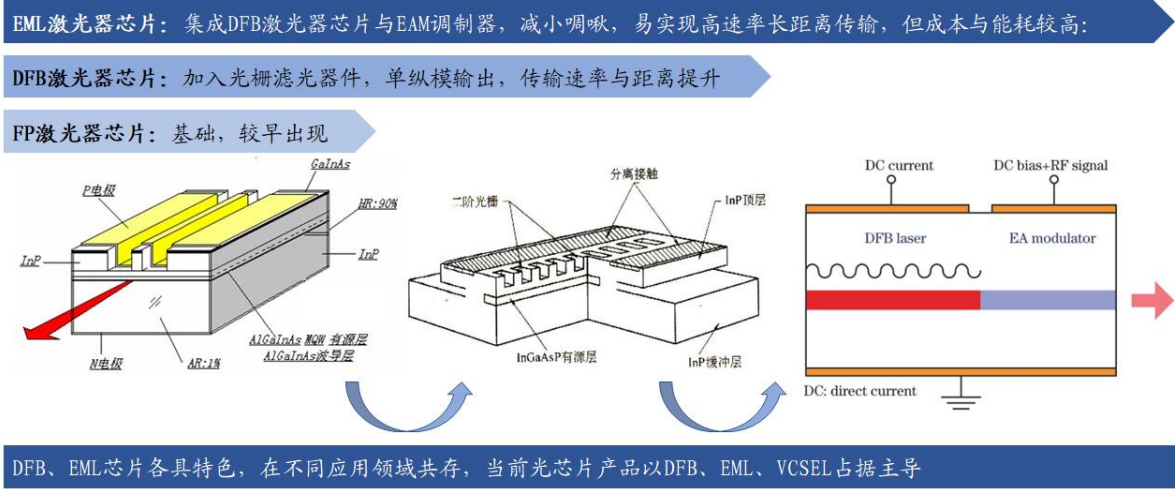 EML激光器芯片：集成DFB激光器芯片与EAM调制器，减小啁啾，易实现高速率长距离传输，但成本与能耗较高：
DFB激光器芯片：加入光栅滤光器件，单纵模输出，传输速率与距离提升
FP激光器芯片：基础，较早出现
GaInAs
P电极
HR:90%
InP
InP
AlGaInAs MQW 有源层
AlGaInAs波导层
N电极
AR:1%
分离接触
二阶光栅
InP顶层
InGaAsP有源层
InP缓冲层
DC current
DC bias+RF signal
DFB laser
EA modulator
DC: direct current
DFB、EML芯片各具特色，在不同应用领域共存，当前光芯片产品以DFB、EML、VCSEL占据主导